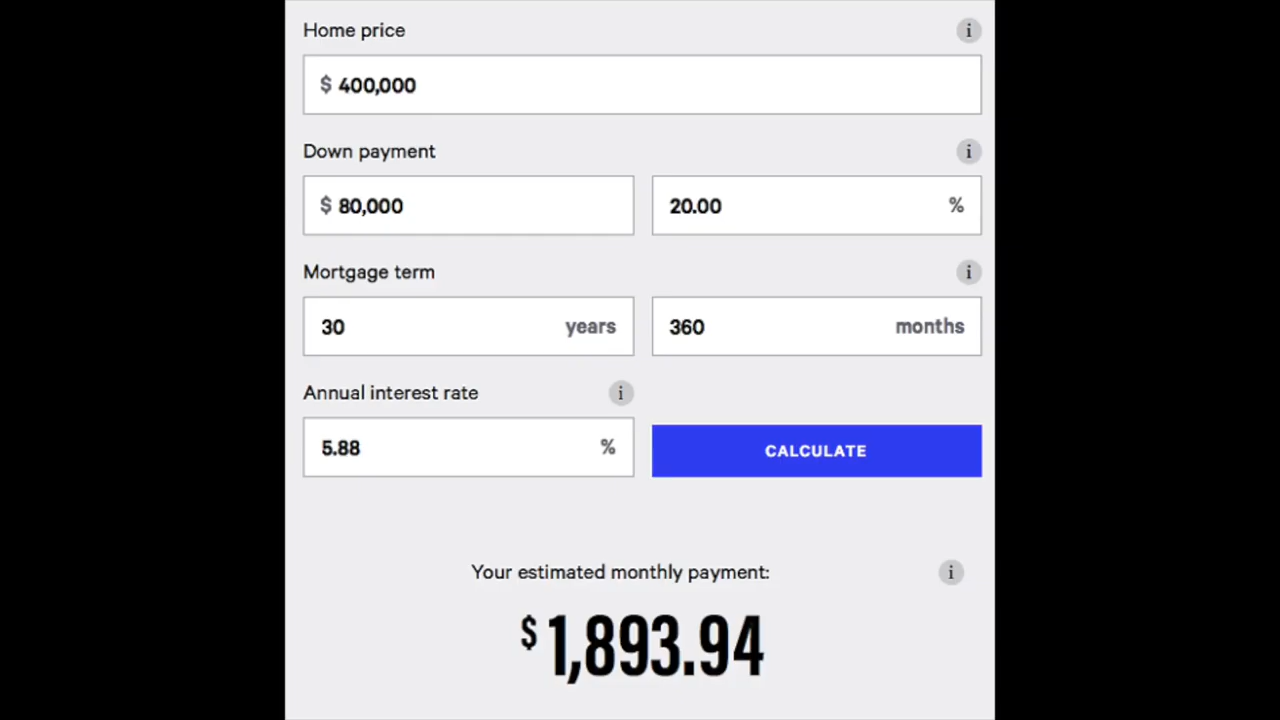 Home price i
$ 400,000
Down payment i
$ 80,000 20.00 %
Mortgage term i
30 years 360 months
Annual interest rate i
5.88 % CALCULATE
Your estimated monthly payment: i
$1,893.94